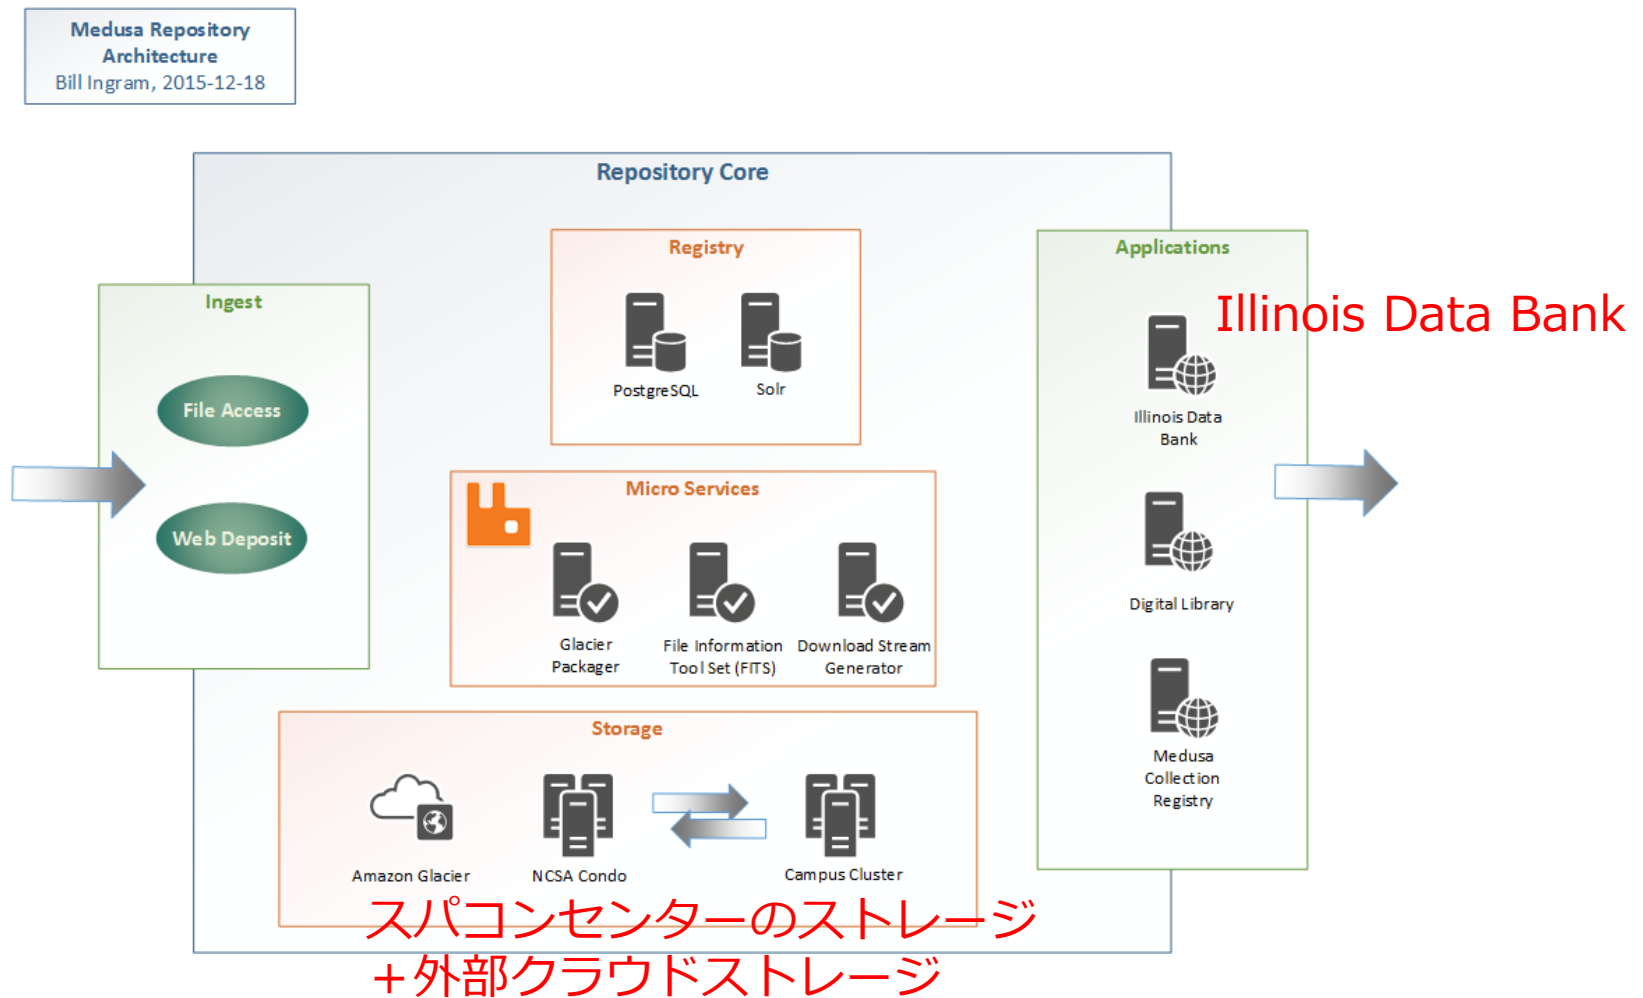 Medusa Repository
Architecture
Bill Ingram, 2015-12-18
Repository Core
Registry
PostgreSQL
Solr
Ingest
File Access
Web Deposit
Micro Services
Glacier
Packager
File Information
Tool Set (FITS)
Download Stream
Generator
Storage
Amazon Glacier
NCSA Condo
Campus Cluster
スパコンセンターのストレージ
＋外部クラウドストレージ
Applications
Illinois Data Bank
Illinois Data
Bank
Digital Library
Medusa
Collection
Registry